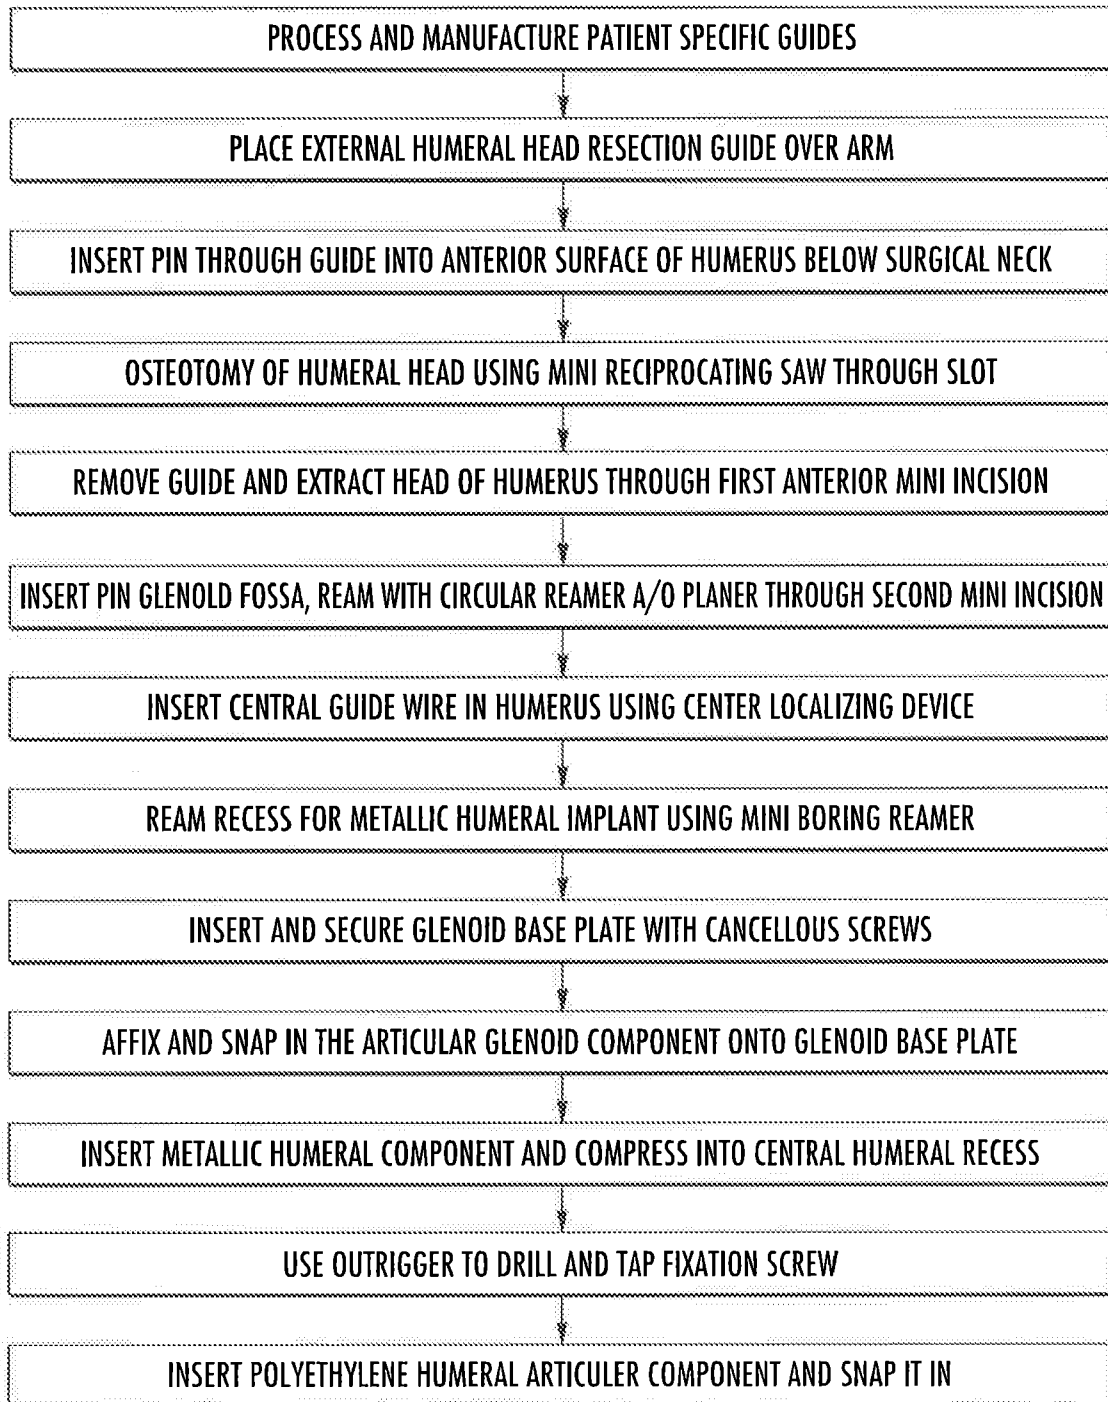 PROCESS AND MANUFACTURE PATIENT SPECIFIC GUIDES
PLACE EXTERNAL HUMERAL HEAD RESECTION GUIDE OVER ARM
INSERT PIN THROUGH GUIDE INTO ANTERIOR SURFACE OF HUMERUS BELOW SURGICAL NECK
OSTEOTOMY OF HUMERAL HEAD USING MINI RECIPROCATING SAW THROUGH SLOT
REMOVE GUIDE AND EXTRACT HEAD OF HUMERUS THROUGH FIRST ANTERIOR MINI INCISION
INSERT PIN GLENOLD FOSSA, REAM WITH CIRCULAR REAMER A/O PLANER THROUGH SECOND MINI INCISION
INSERT CENTRAL GUIDE WIRE IN HUMERUS USING CENTER LOCALIZING DEVICE
REAM RECESS FOR METALLIC HUMERAL IMPLANT USING MINI BORING REAMER
INSERT AND SECURE GLENOID BASE PLATE WITH CANCELLOUS SCREWS
AFFIX AND SNAP IN THE ARTICULAR GLENOID COMPONENT ONTO GLENOID BASE PLATE
INSERT METALLIC HUMERAL COMPONENT AND COMPRESS INTO CENTRAL HUMERAL RECESS
USE OUTRIGGER TO DRILL AND TAP FIXATION SCREW
INSERT POLYETHYLENE HUMERAL ARTICULER COMPONENT AND SNAP IT IN